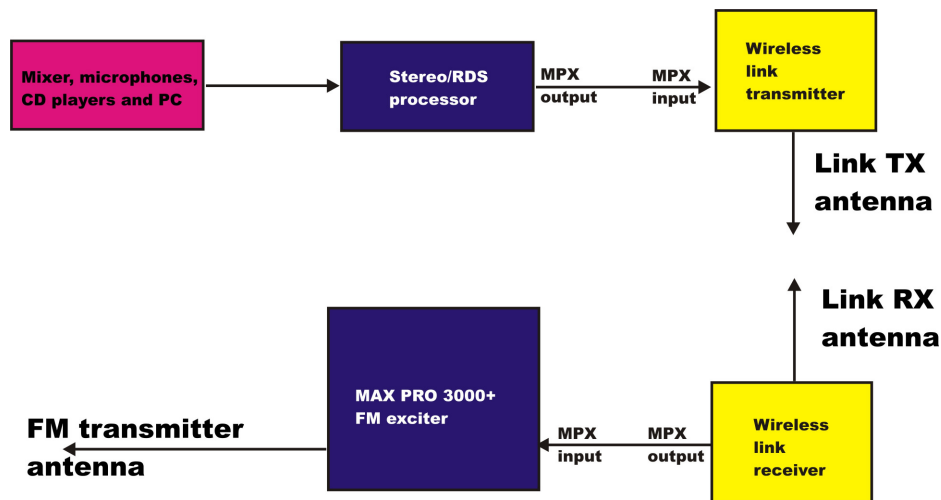 Mixer, microphones,
CD players and PC
Stereo/RDS
processor
MPX
output
MPX
input
Wireless
link
transmitter
Link TX
antenna
Link RX
antenna
FM transmitter
antenna
MAX PRO 3000+
FM exciter
MPX
input
MPX
output
Wireless
link
receiver